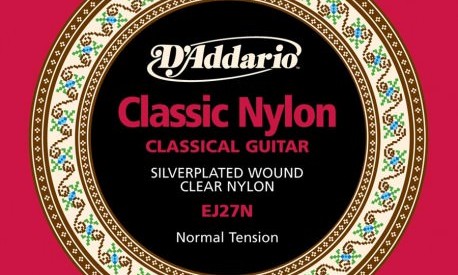 D'Addario
Classic Nylon
CLASSICAL GUITAR
SILVERPLATED WOUND
CLEAR NYLON
EJ27N
Normal Tension